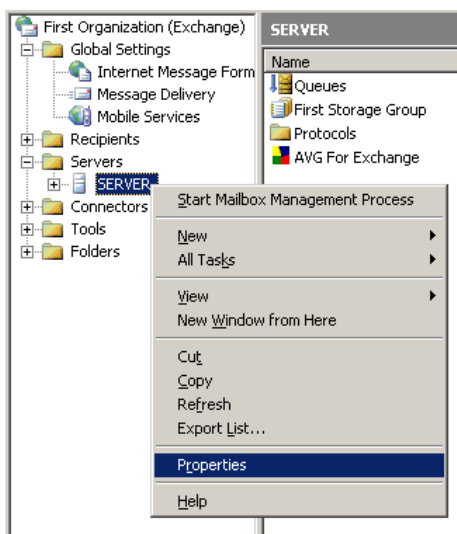 First Organization (Exchange)
Global Settings
Internet Message Form
Message Delivery
Mobile Services
Recipients
Servers
SERVER
Connectors
Tools
Folders
SERVER
Name
Queues
First Storage Group
Protocols
AVG For Exchange
Start Mailbox Management Process
New
All Tasks
View
New Window from Here
Cut
Copy
Refresh
Export List...
Properties
Help